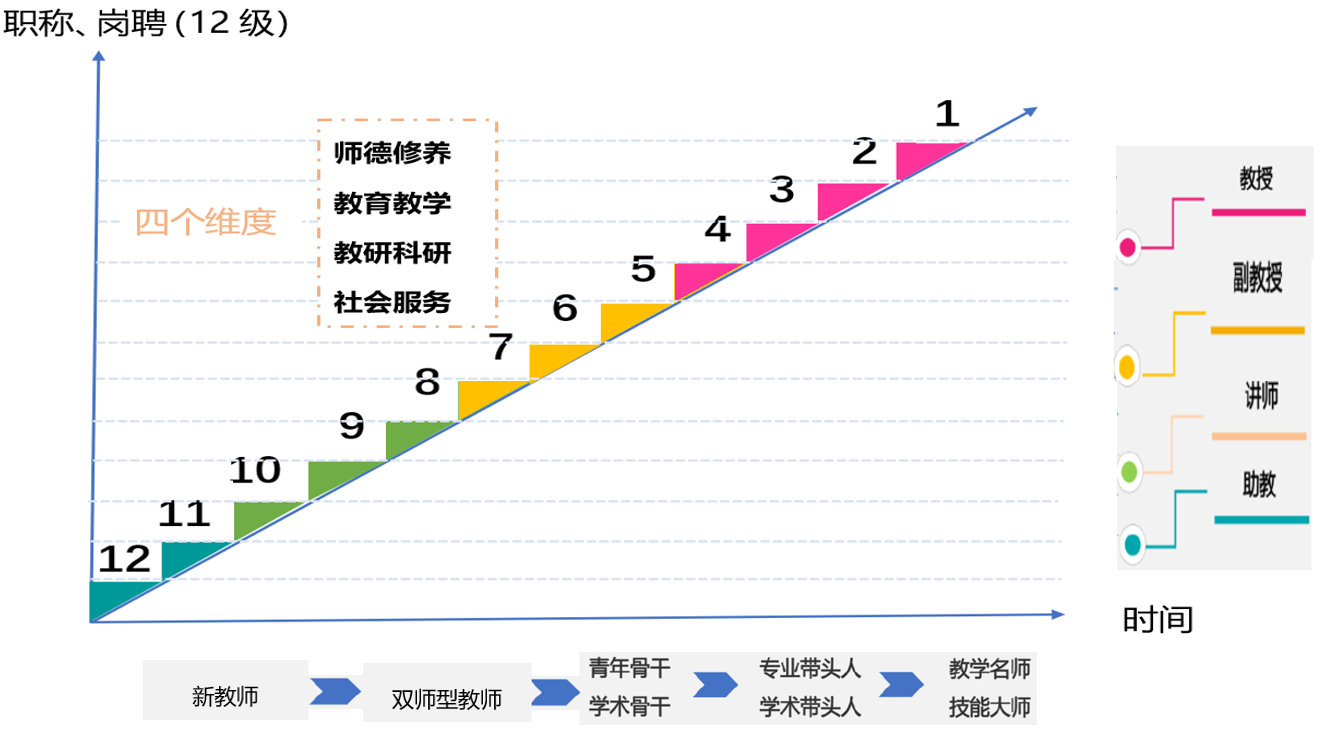 职称、岗聘（12 级）
1
2
3
4
5
6
7
8
9
10
11
12
四个维度
师德修养
教育教学
教研科研
社会服务
教授
副教授
讲师
助教
时间
新教师
双师型教师
青年骨干
学术骨干
专业带头人
学术带头人
教学名师
技能大师